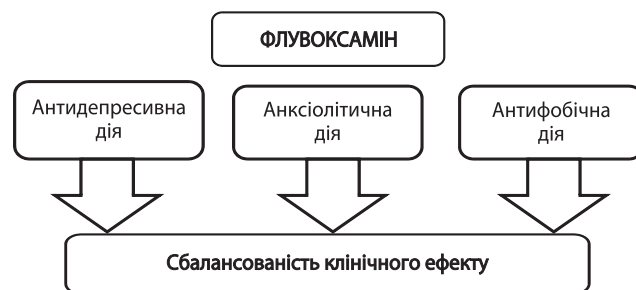 ФЛУВОКСАМІН
Антидепресивна
дія
Анксіолітична
дія
Антифобічна
дія
Сбалансованість клінічного ефекту